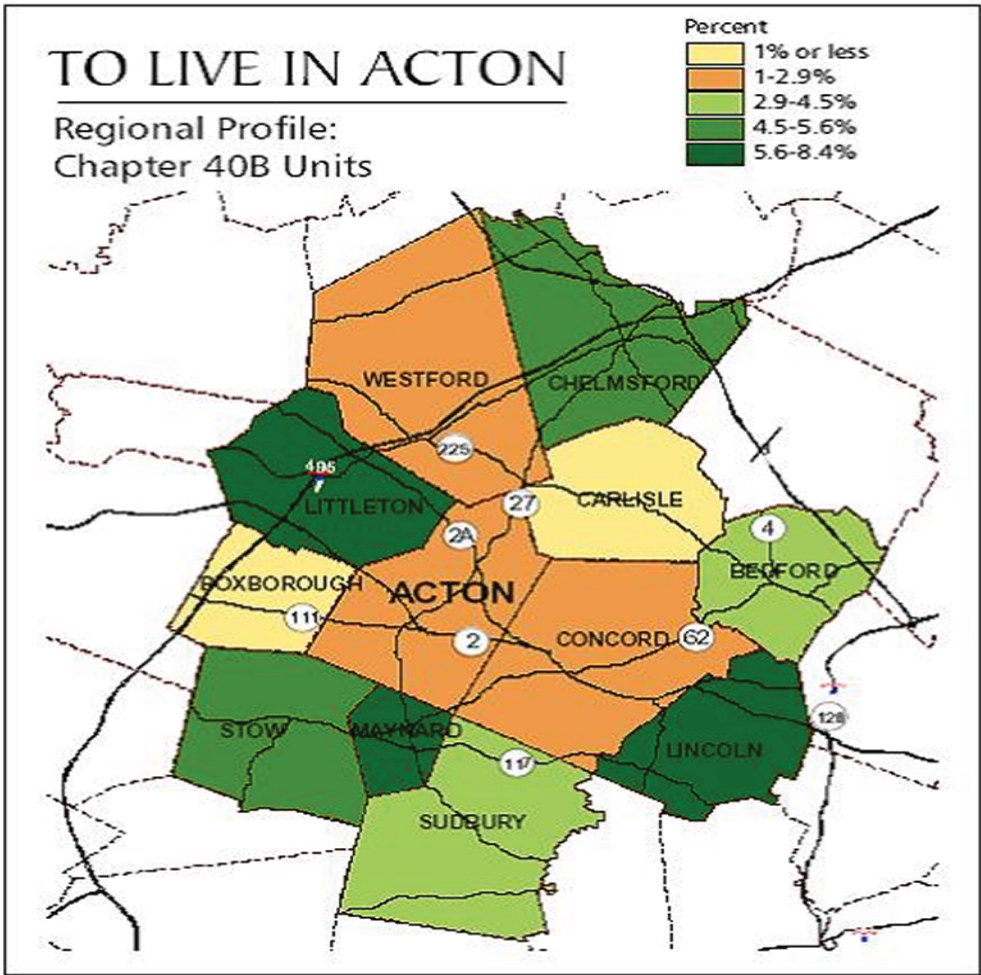 TO LIVE IN ACTON
Regional Profile:
Chapter 40B Units
Percent
1% or less
1-2.9%
2.9-4.5%
4.5-5.6%
5.6-8.4%
WESTFORD
CHELMSFORD
225
495
LITTLETON
27
CARLISLE
2A
4
BEDFORD
BOXBOROUGH
ACTON
111
2
CONCORD
62
STOW
MAYNARD
128
LINCOLN
117
SUDBURY